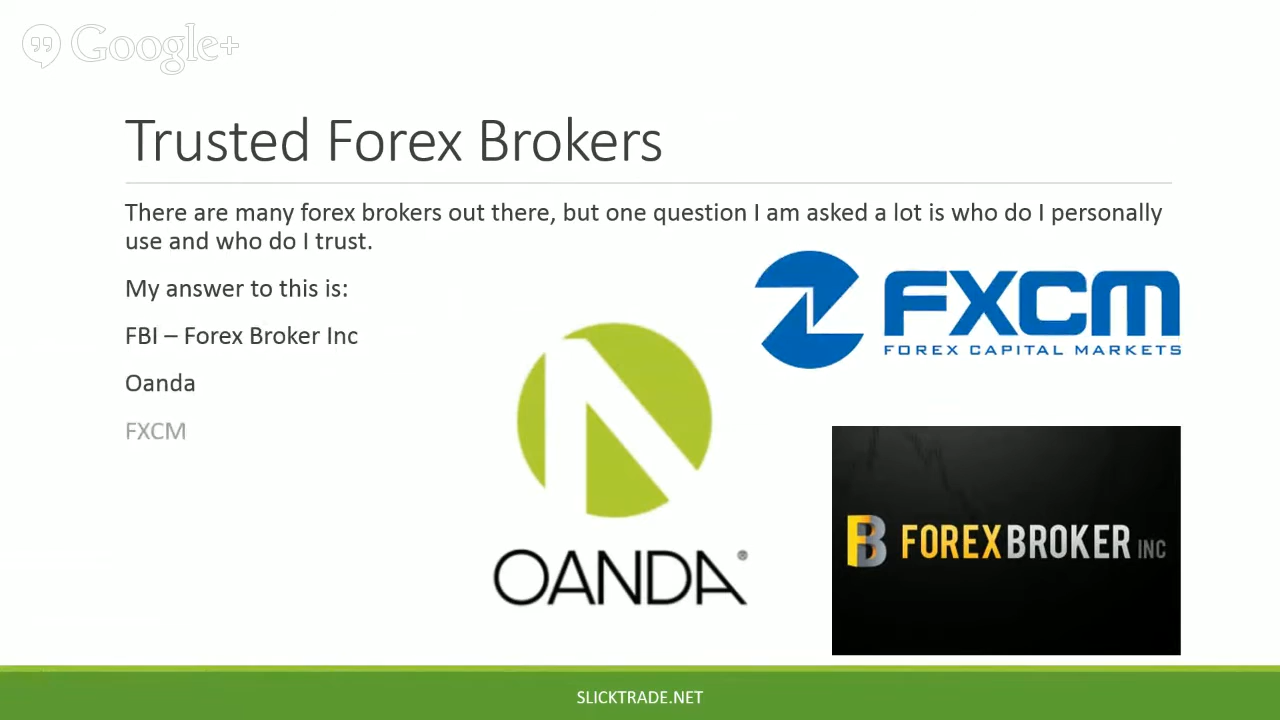 Google+
Trusted Forex Brokers
There are many forex brokers out there, but one question I am asked a lot is who do I personally
use and who do I trust.
My answer to this is:
FBI – Forex Broker Inc
Oanda
FXCM
FXCM
FOREX CAPITAL MARKETS
OANDA®
FB FOREXBROKER INC
SLICKTRADE.NET